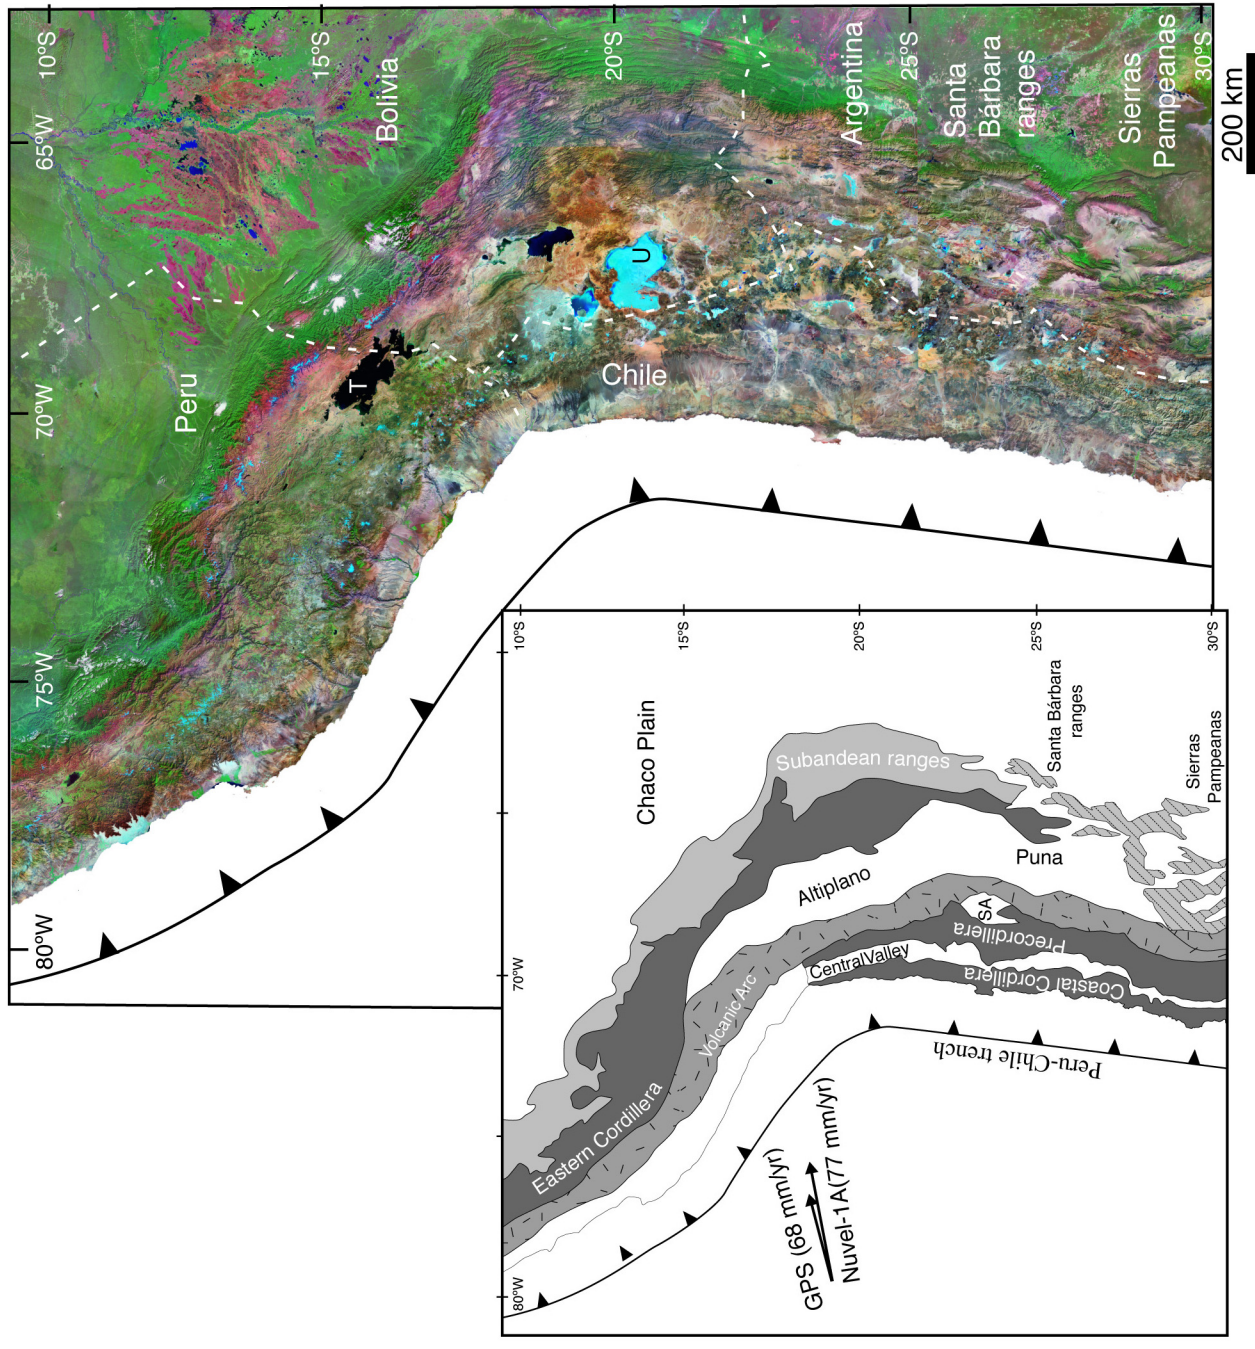 10°S
15°S
20°S
25°S
30°S
65°W
70°W
75°W
80°W
Bolivia
Argentina
Santa
Bárbara
ranges
Sierras
Pampeanas
Peru
T
U
Chile
200 km
10°S
15°S
20°S
25°S
30°S
70°W
80°W
Chaco Plain
Subandean ranges
Santa Bárbara
ranges
Sierras
Pampeanas
Puna
Altiplano
SA
Precordillera
Central Valley
Coastal Cordillera
Volcanic Arc
Eastern Cordillera
Peru-Chile trench
GPS (68 mm/yr)
Nuvel-1A(77 mm/yr)